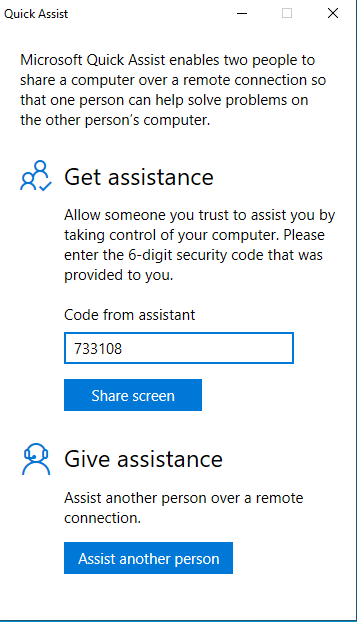 Quick Assist
Microsoft Quick Assist enables two people to
share a computer over a remote connection so
that one person can help solve problems on
the other person’s computer.
Get assistance
Allow someone you trust to assist you by
taking control of your computer. Please
enter the 6-digit security code that was
provided to you.
Code from assistant
733108
Share screen
Give assistance
Assist another person over a remote
connection.
Assist another person